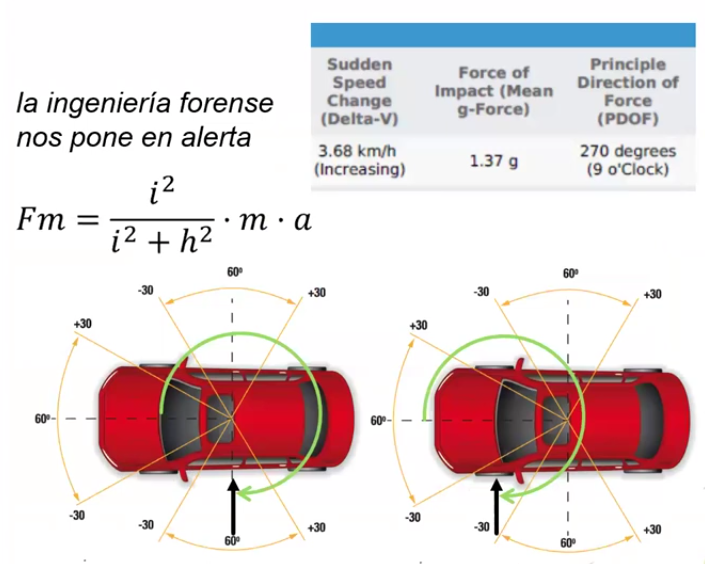 Sudden
Speed
Change
(Delta-V)
Force of
Impact (Mean
g-Force)
Principle
Direction of
Force
(PDOF)
3.68 km/h
(Increasing)
1.37 g
270 degrees
(9 o'Clock)
la ingeniería forense
nos pone en alerta
Fm = i² / (i² + h²) · m · a
60º
-30
+30
+30
60º
-30
-30
60º
+30
60º
-30
+30
+30
60º
-30
-30
60º
+30